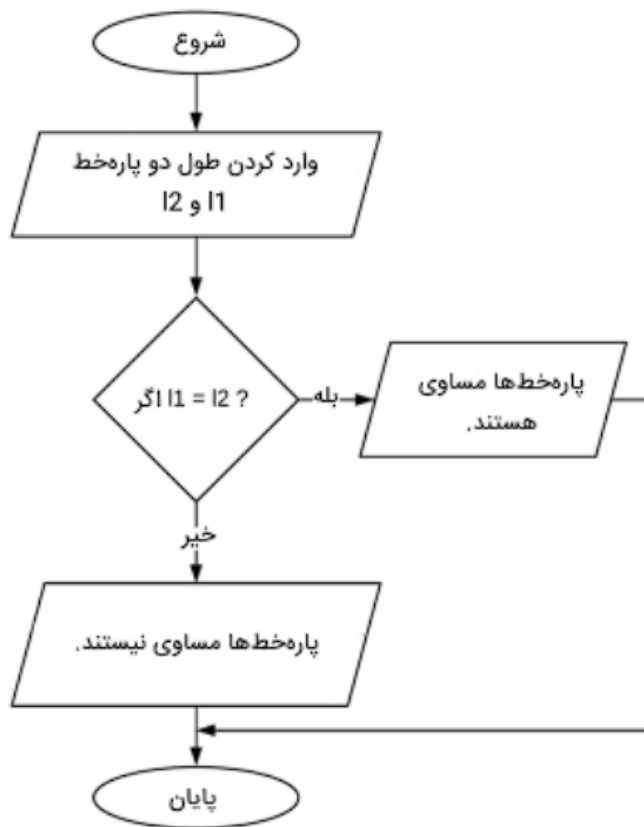 شروع
وارد کردن طول دو پاره‌خط
l1 و l2
اگر l1 = l2 ?
بله
پاره‌خط‌ها مساوی
هستند.
خیر
پاره‌خط‌ها مساوی نیستند.
پایان